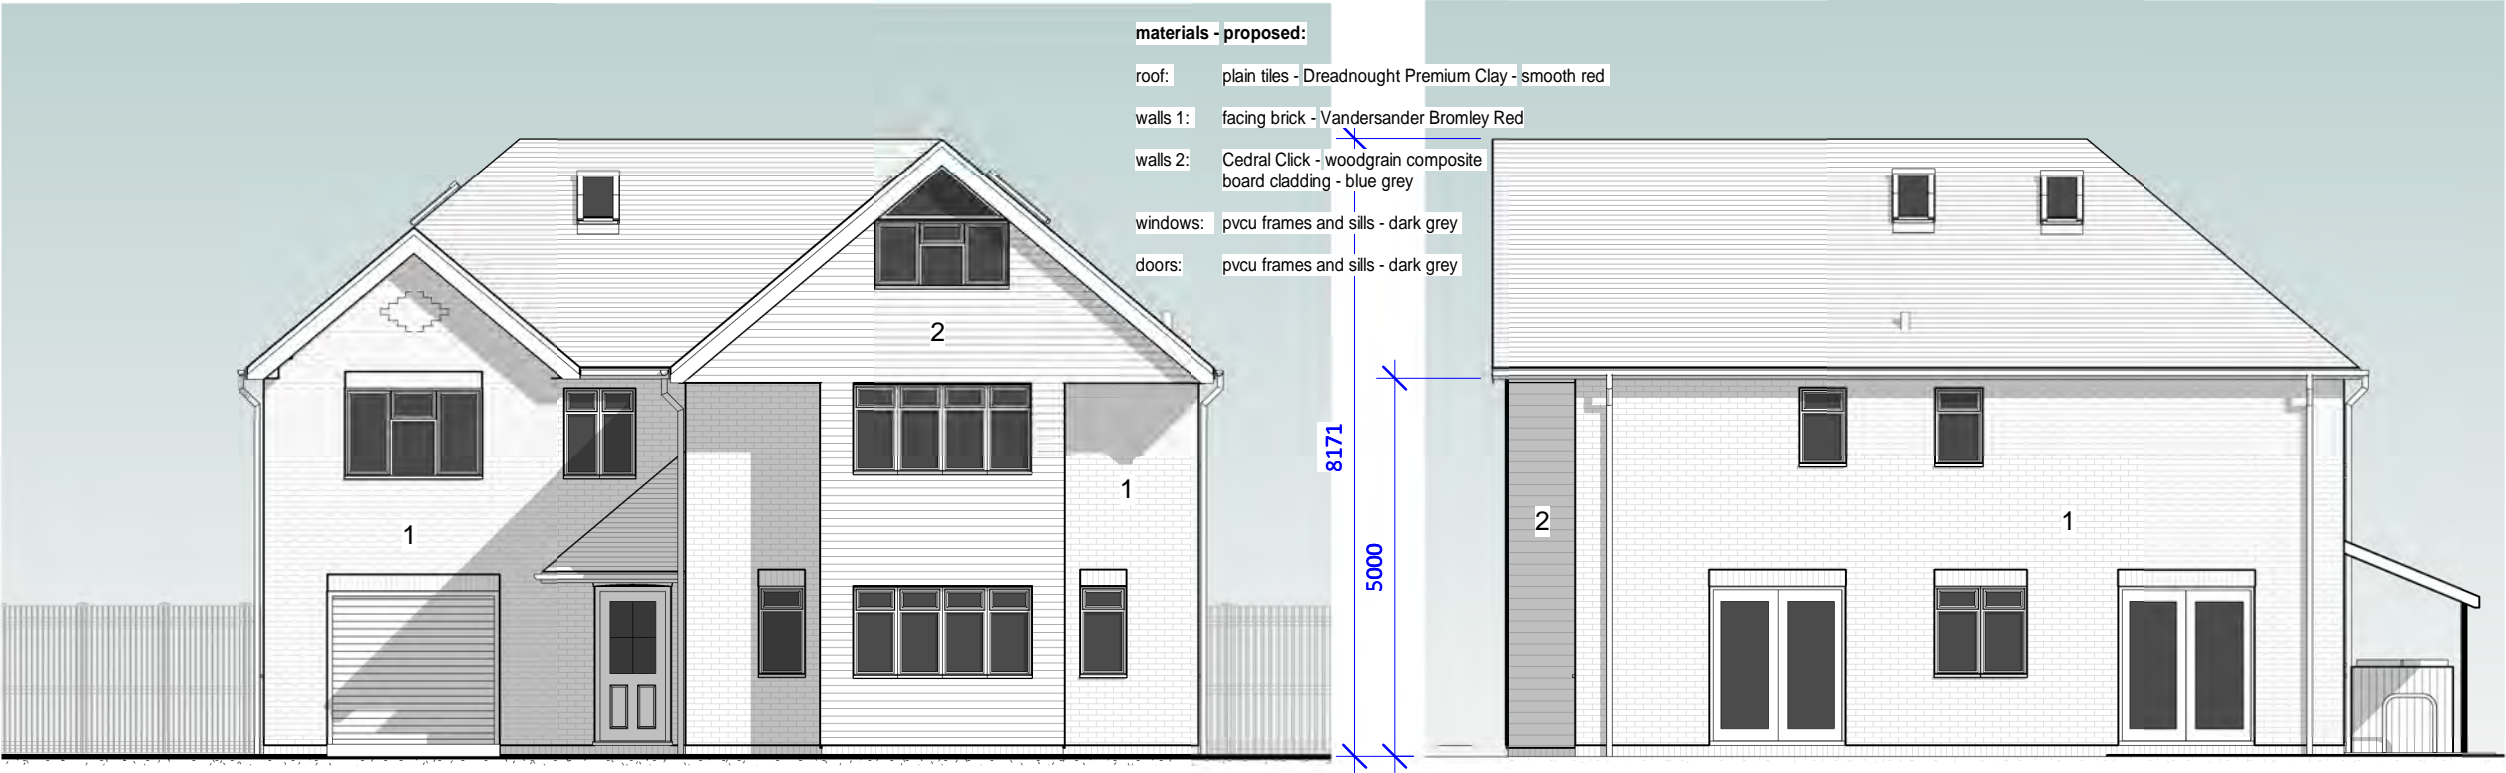 materials - proposed:
roof: plain tiles - Dreadnought Premium Clay - smooth red
walls 1: facing brick - Vandersander Bromley Red
walls 2: Cedral Click - woodgrain composite
board cladding - blue grey
windows: pvcu frames and sills - dark grey
doors: pvcu frames and sills - dark grey
2
1
1
8171
5000
2
1